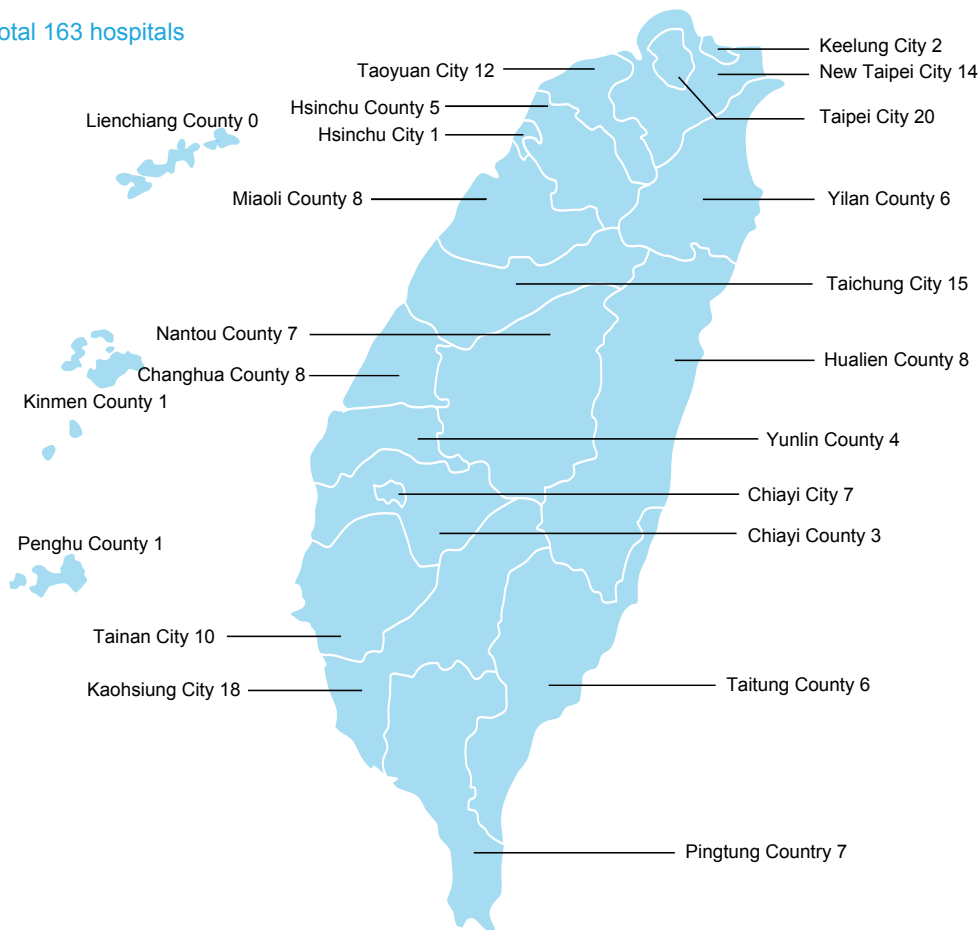 otal 163 hospitals
Keelung City 2
Taoyuan City 12
New Taipei City 14
Hsinchu County 5
Lienchiang County 0
Taipei City 20
Hsinchu City 1
Miaoli County 8
Yilan County 6
Taichung City 15
Nantou County 7
Hualien County 8
Changhua County 8
Kinmen County 1
Yunlin County 4
Chiayi City 7
Chiayi County 3
Penghu County 1
Tainan City 10
Kaohsiung City 18
Taitung County 6
Pingtung Country 7